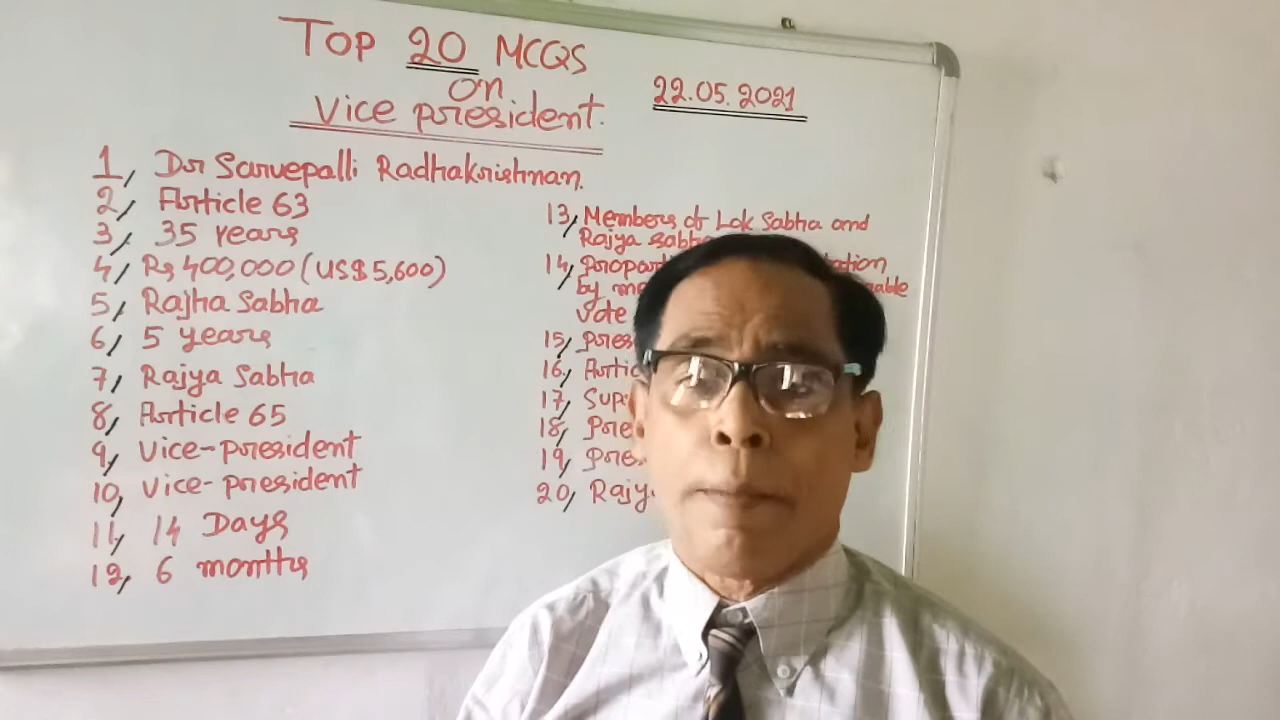 Top 20 MCQS
on
Vice president.
22.05.2021
1, Dr Sarvepalli Radhakrishnan.
2, Article 63
3, 35 years
4, Rs 400,000 (US$ 5,600)
5, Rajha Sabha
6, 5 years
7, Rajya Sabha
8, Article 65
9, Vice-president
10, Vice-president
11, 14 Days
12, 6 months
13, Members of Lok Sabha and
Rajya
14,
by
vote
15,
16,
17,
18,
19,
20,